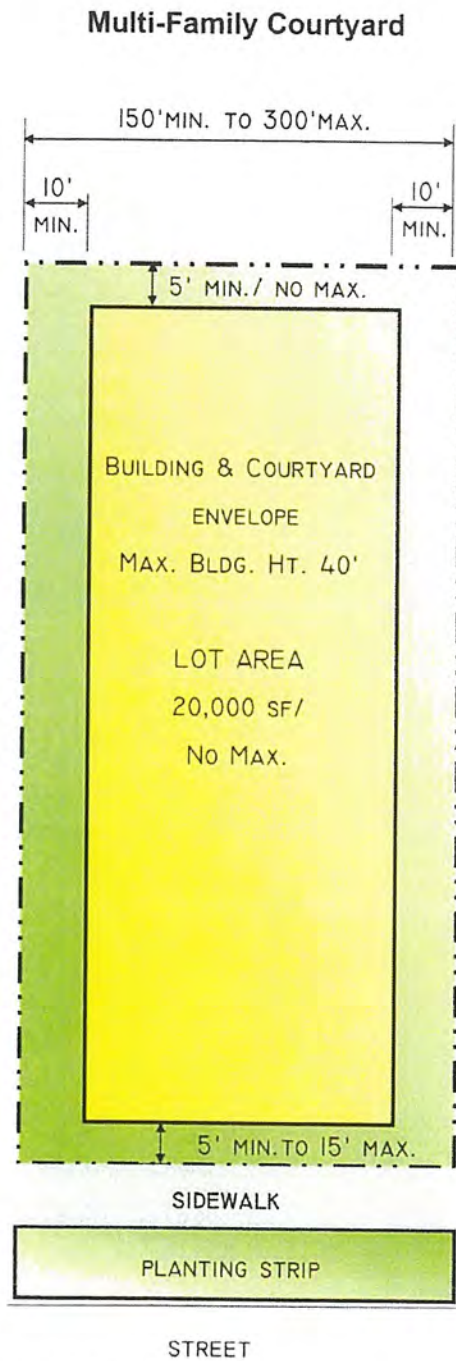 Multi-Family Courtyard
150'MIN. TO 300'MAX.
10'
MIN.
10'
MIN.
5' MIN./ NO MAX.
BUILDING & COURTYARD
ENVELOPE
MAX. BLDG. HT. 40'
LOT AREA
20,000 SF/
NO MAX.
5' MIN.TO 15' MAX.
SIDEWALK
PLANTING STRIP
STREET